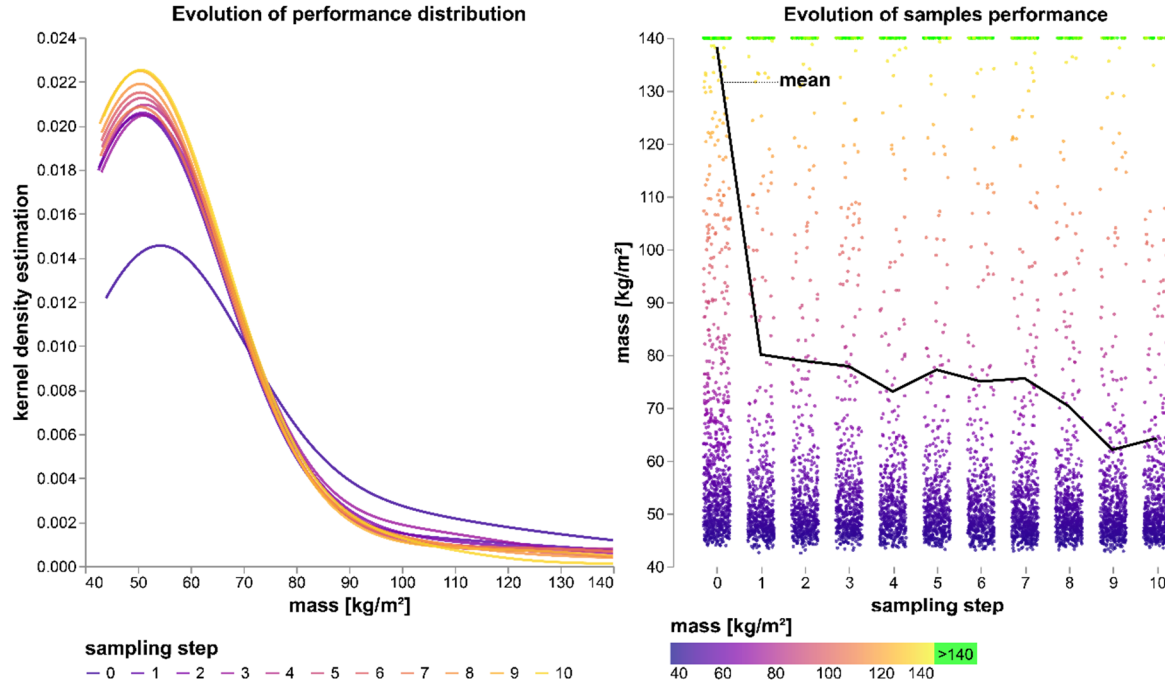 Evolution of performance distribution
kernel density estimation
0.024
0.022
0.020
0.018
0.016
0.014
0.012
0.010
0.008
0.006
0.004
0.002
0.000
40 50 60 70 80 90 100 110 120 130 140
mass [kg/m²]
sampling step
0 1 2 3 4 5 6 7 8 9 10
Evolution of samples performance
mass [kg/m²]
140
130
120
110
100
90
80
70
60
50
40
mean
0 1 2 3 4 5 6 7 8 9 10
sampling step
mass [kg/m²]
>140
40 60 80 100 120 140